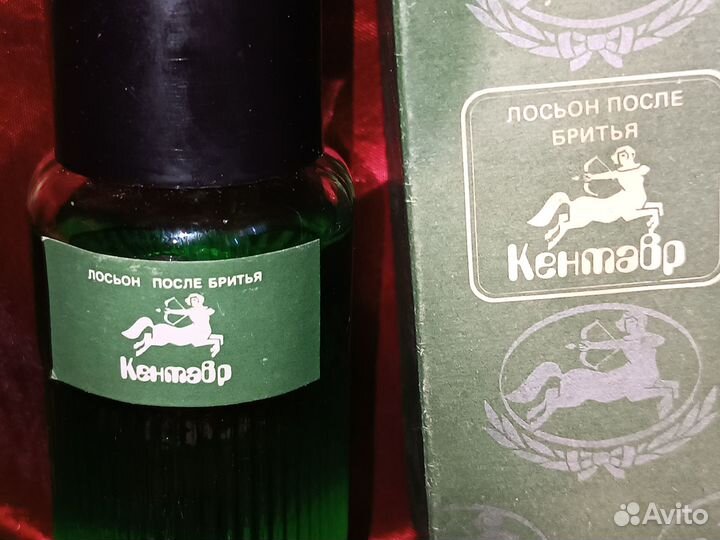 ЛОСЬОН ПОСЛЕ БРИТЬЯ
Кентавр
ЛОСЬОН ПОСЛЕ
БРИТЬЯ
Кентавр
Avito